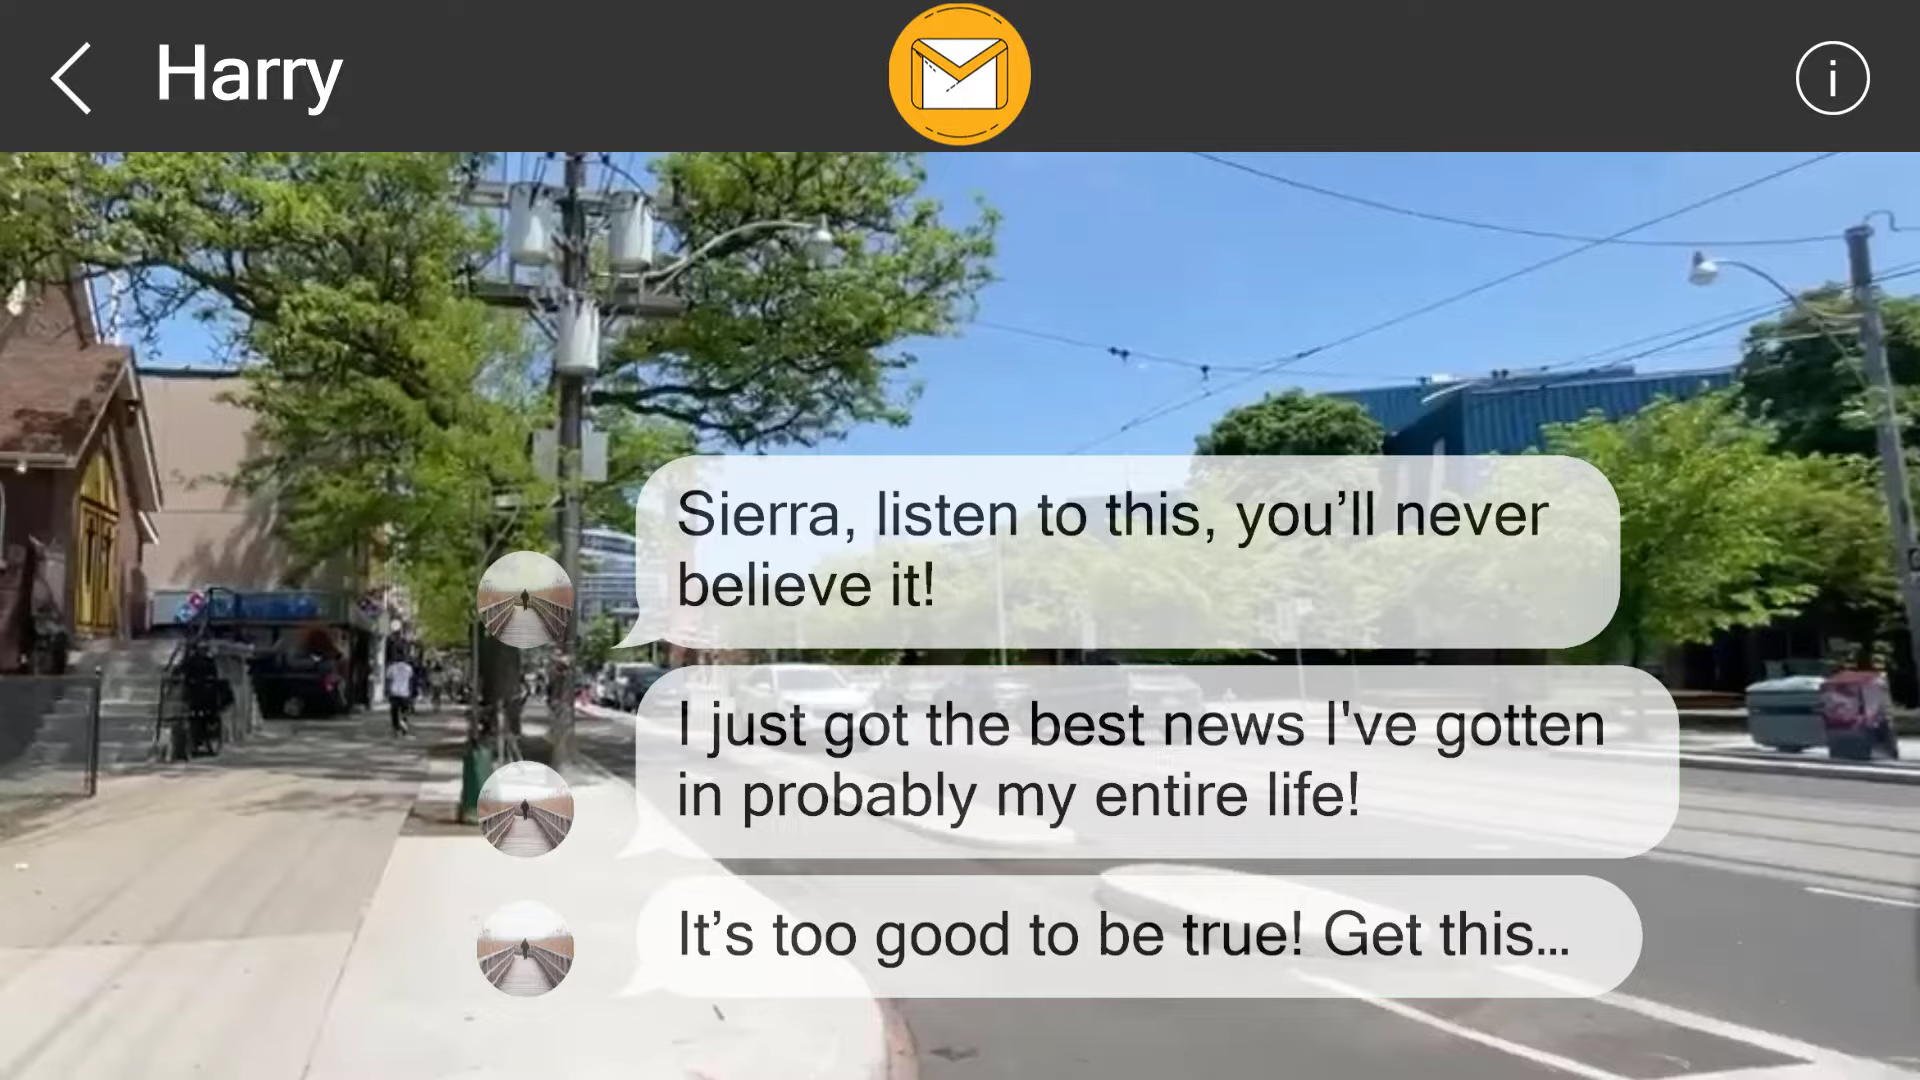 Harry
Sierra, listen to this, you’ll never
believe it!
I just got the best news I've gotten
in probably my entire life!
It’s too good to be true! Get this...